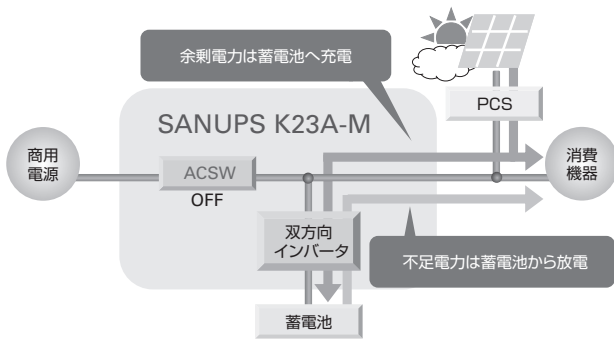 余剰電力は蓄電池へ充電
PCS
SANUPS K23A-M
商用
電源
ACSW
OFF
消費
機器
双方向
インバータ
不足電力は蓄電池から放電
蓄電池